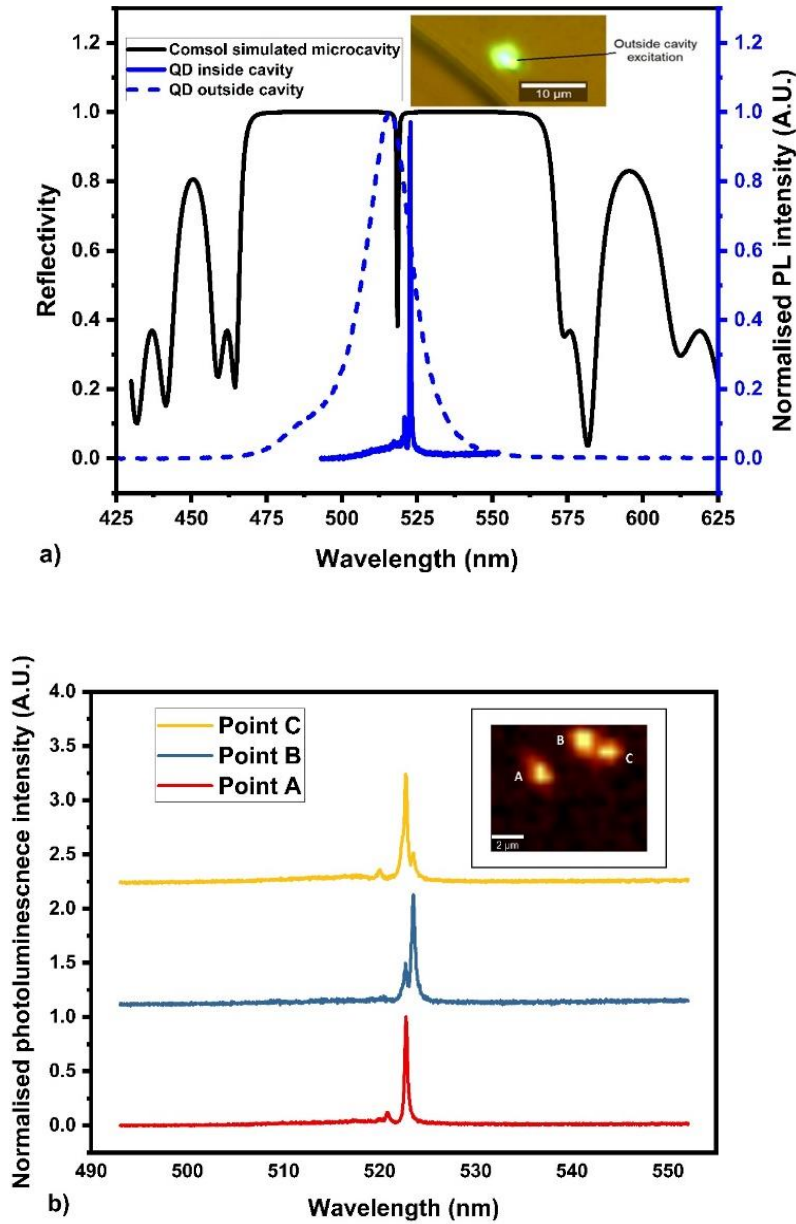 Comsol simulated microcavity
QD inside cavity
QD outside cavity
Outside cavity
excitation
10 µm
1.2
1.0
0.8
0.6
0.4
0.2
0.0
Reflectivity
1.2
1.0
0.8
0.6
0.4
0.2
0.0
Normalised PL intensity (A.U.)
425 450 475 500 525 550 575 600 625
a)
Wavelength (nm)
4.0
3.5
3.0
2.5
2.0
1.5
1.0
0.5
0.0
Normalised photoluminescnece intensity (A.U.)
Point C
Point B
Point A
B
C
A
2 µm
490 500 510 520 530 540 550
b)
Wavelength (nm)